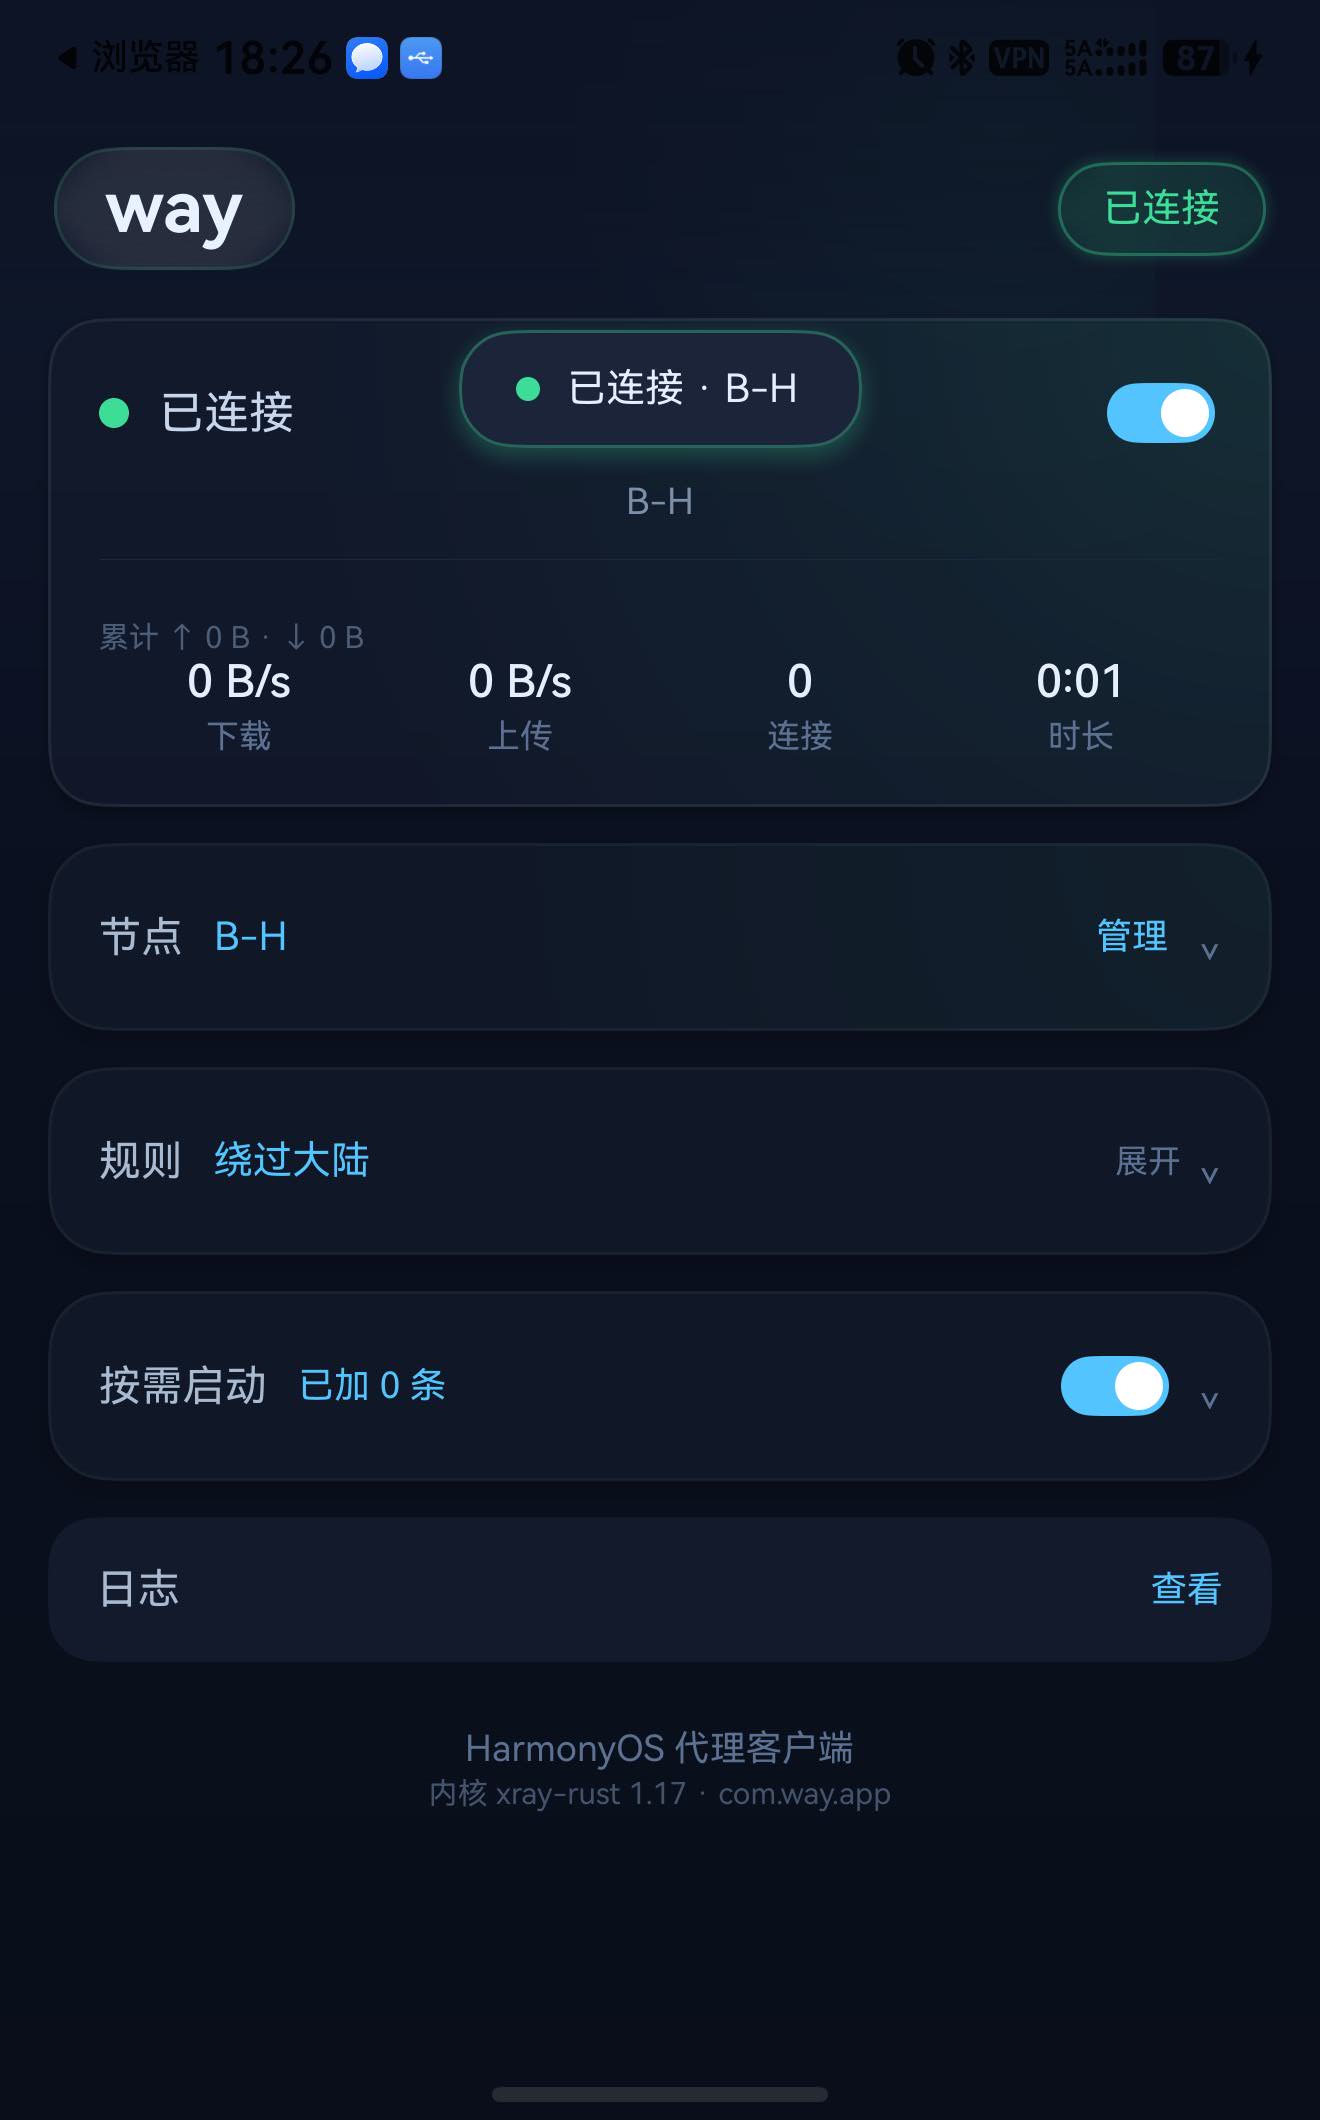 浏览器 18:26 VPN 5A 5A 87
way 已连接
已连接 已连接 · B-H
B-H
累计 ↑ 0 B · ↓ 0 B
0 B/s 0 B/s 0 0:01
下载 上传 连接 时长
节点 B-H 管理
规则 绕过大陆 展开
按需启动 已加 0 条
日志 查看
HarmonyOS 代理客户端
内核 xray-rust 1.17 · com.way.app